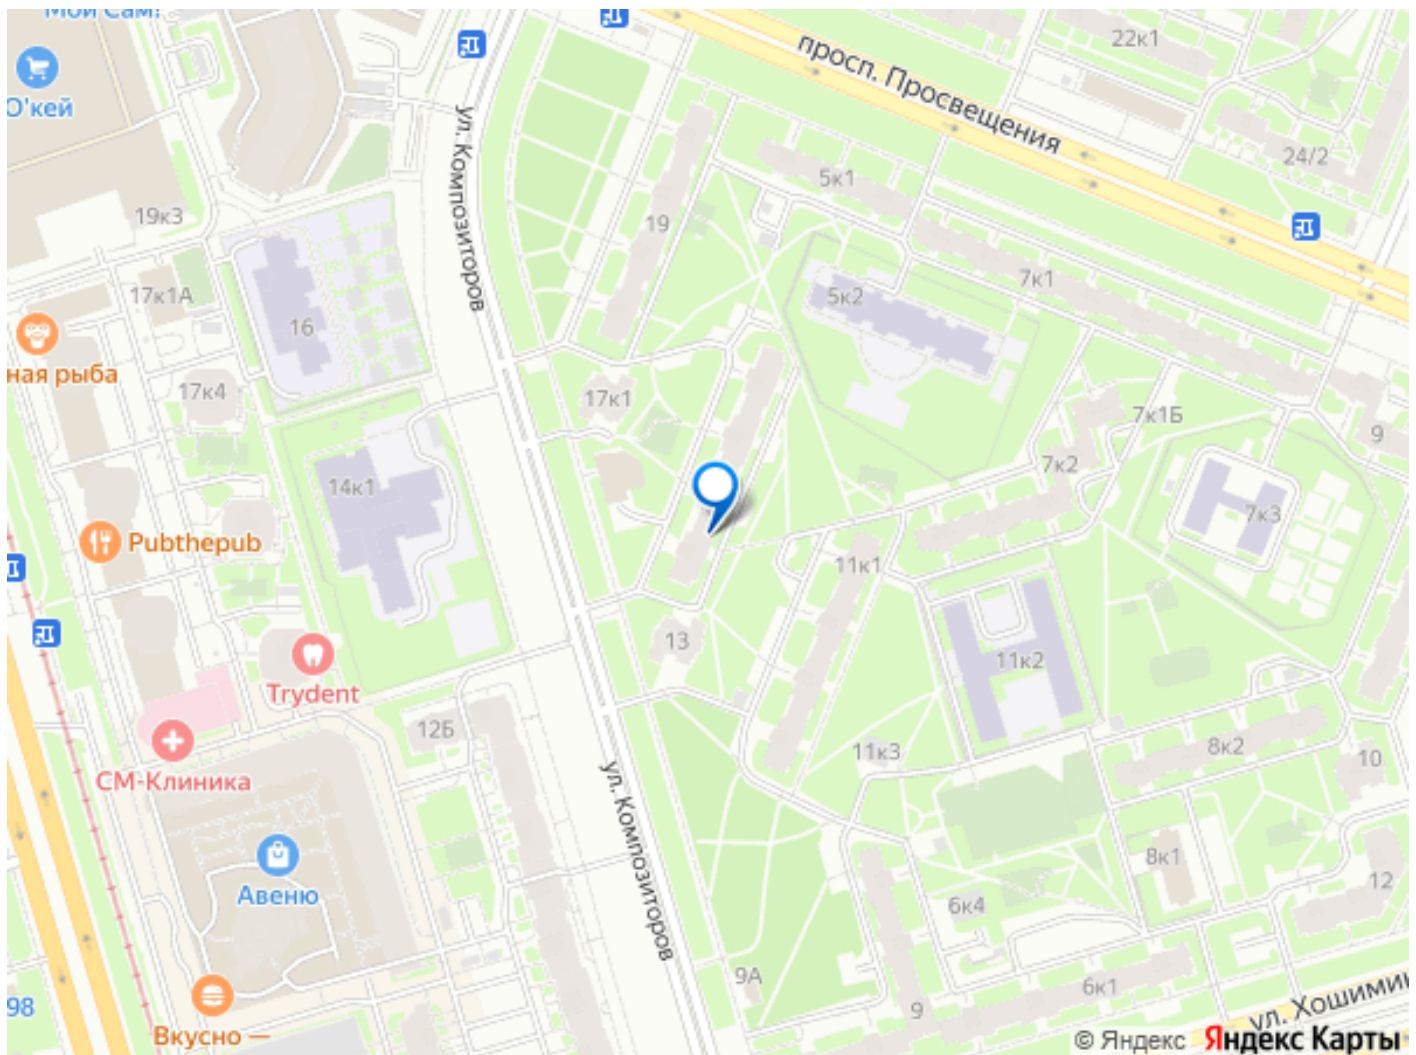 Мой Сам!
22к1
просп. Просвещения
О'кей
ул. Композиторов
24/2
5к1
19к3
19
7к1
17к1А
5к2
16
ная рыба
17к4
17к1
7к1Б
9
7к2
14к1
7к3
Pubthepub
11к1
13
11к2
Trydent
12Б
8к2
11к3
10
СМ-Клиника
ул. Композиторов
8к1
12
Авеню
6к4
9А
6к1
98
9
ул. Хошимин
Вкусно —
© Яндекс Яндекс Карты